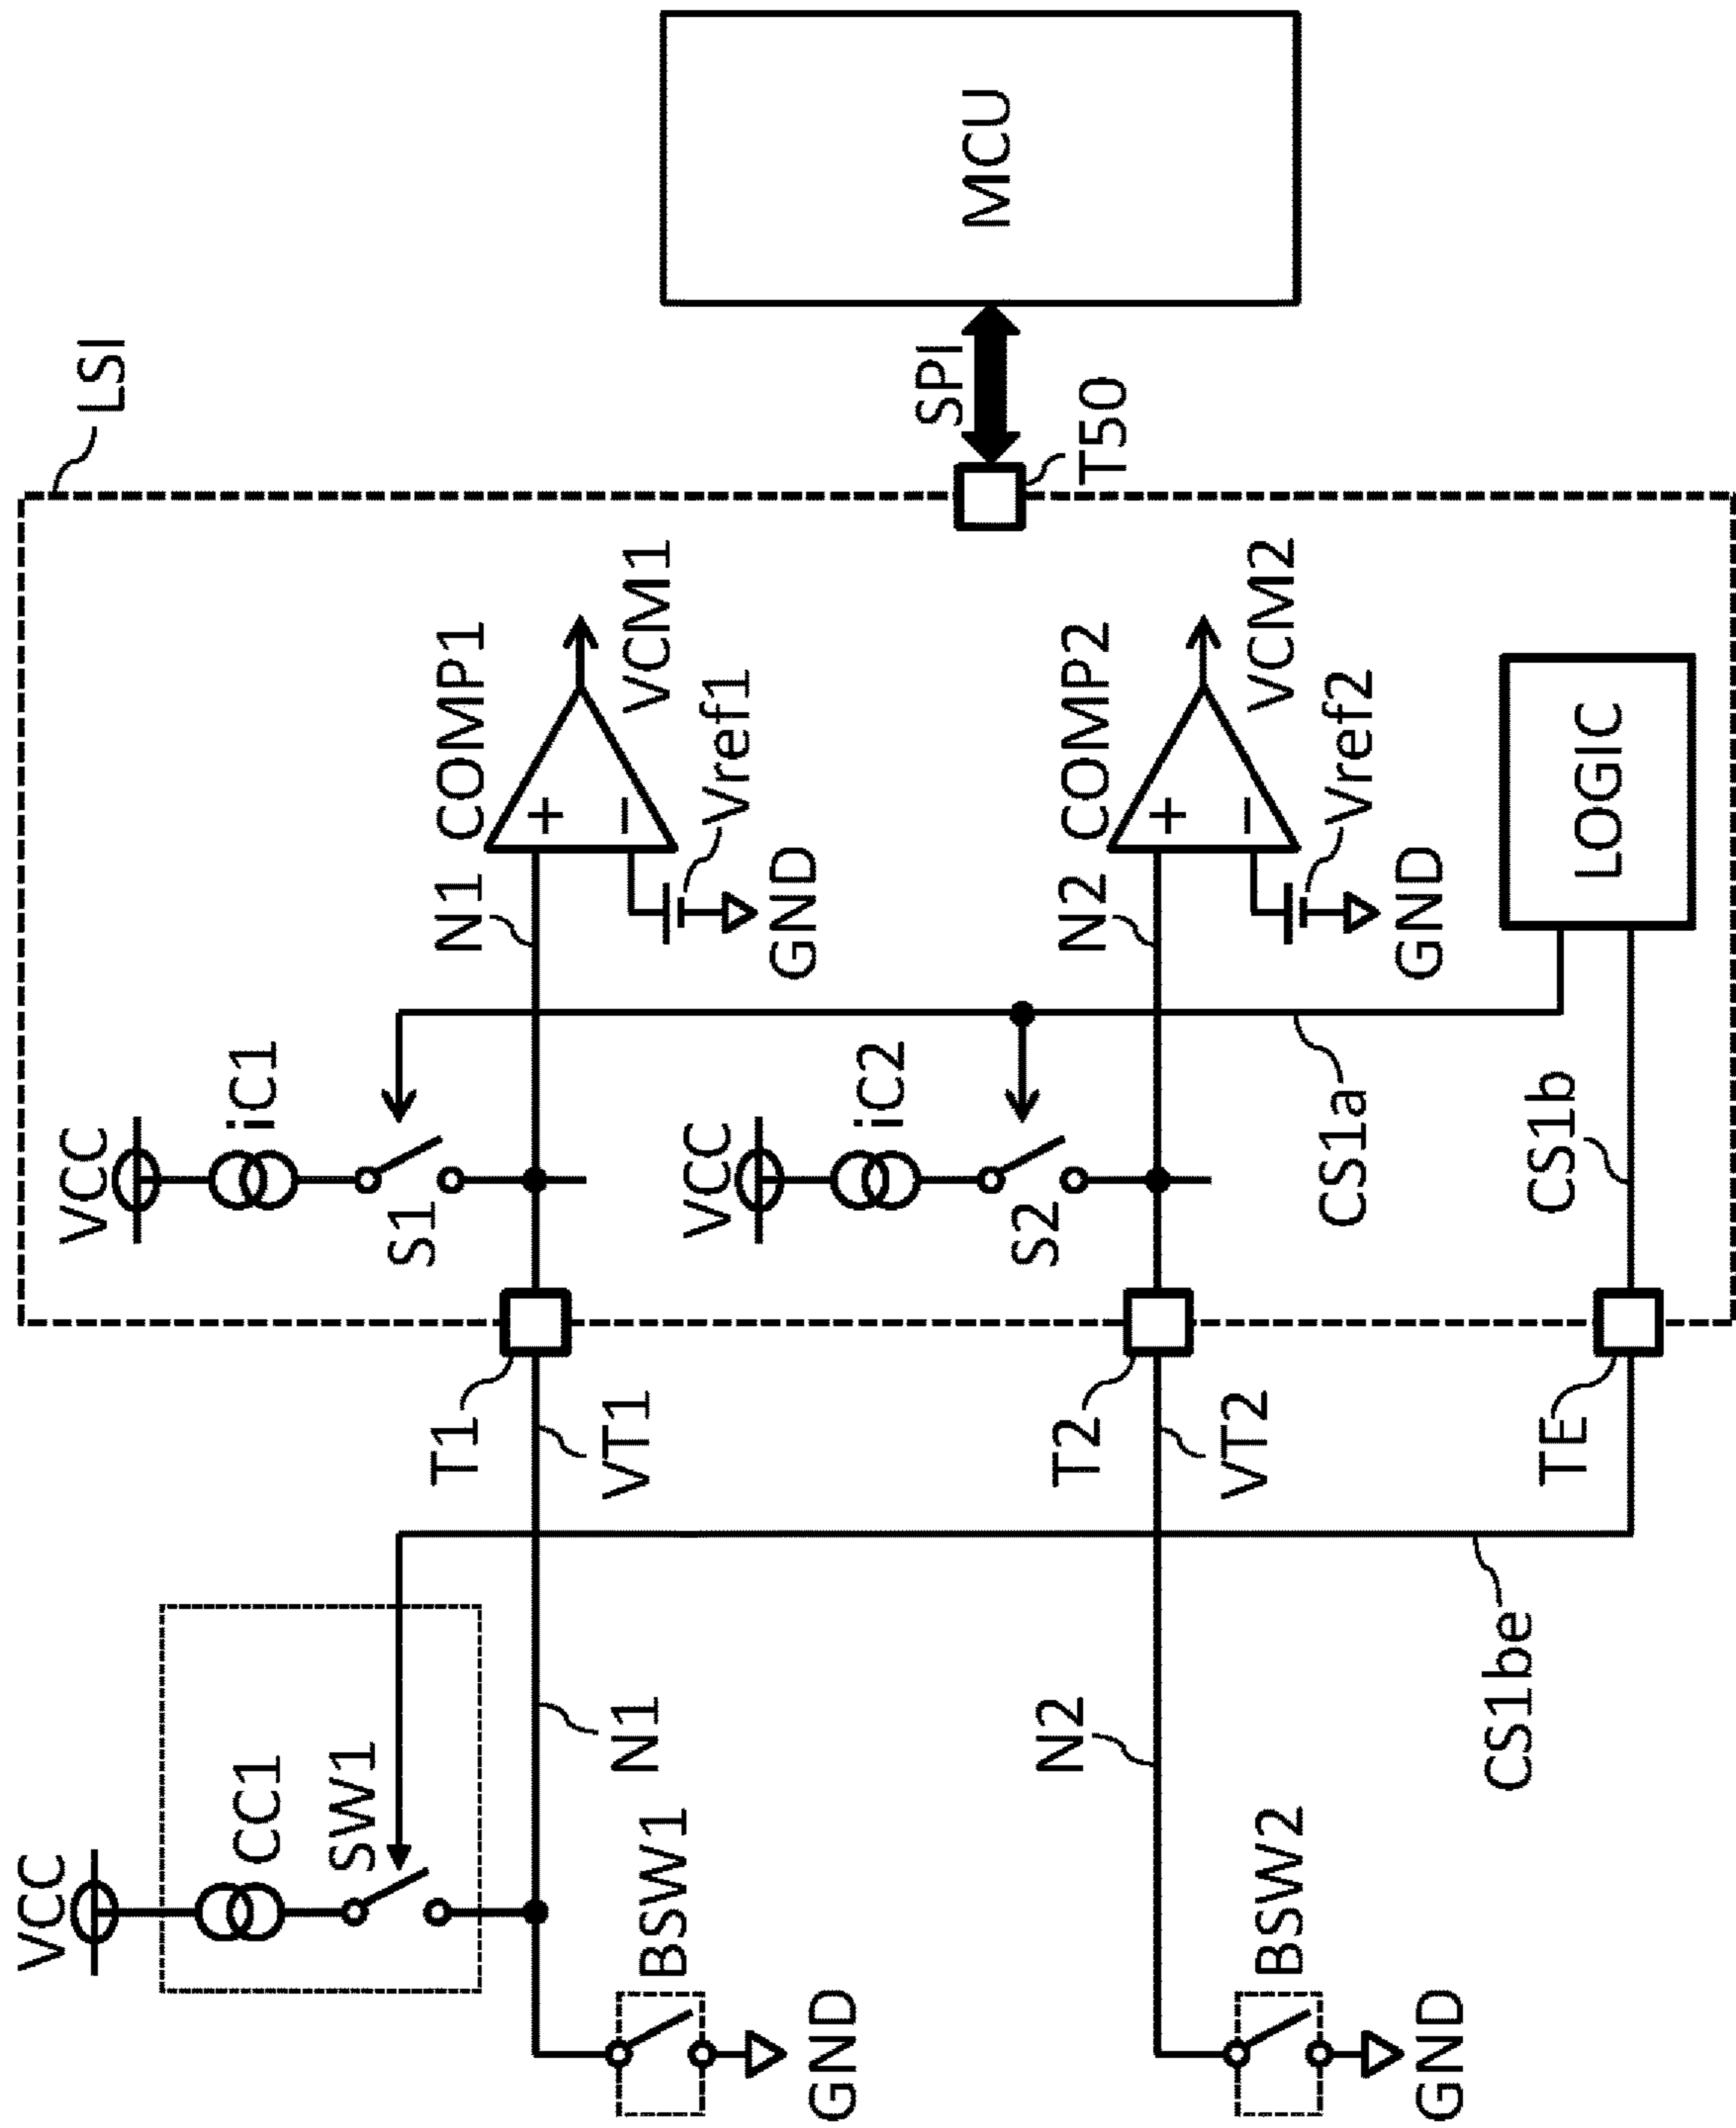 VCC
CC1
SW1
N1
BSW1
GND
N2
BSW2
GND
CS1be
T1
VT1
T2
VT2
TE
LSI
VCC
iC1
S1
N1
COMP1
+
−
VCM1
Vref1
GND
VCC
iC2
S2
N2
COMP2
+
−
VCM2
Vref2
GND
CS1a
CS1b
LOGIC
T50
SPI
MCU